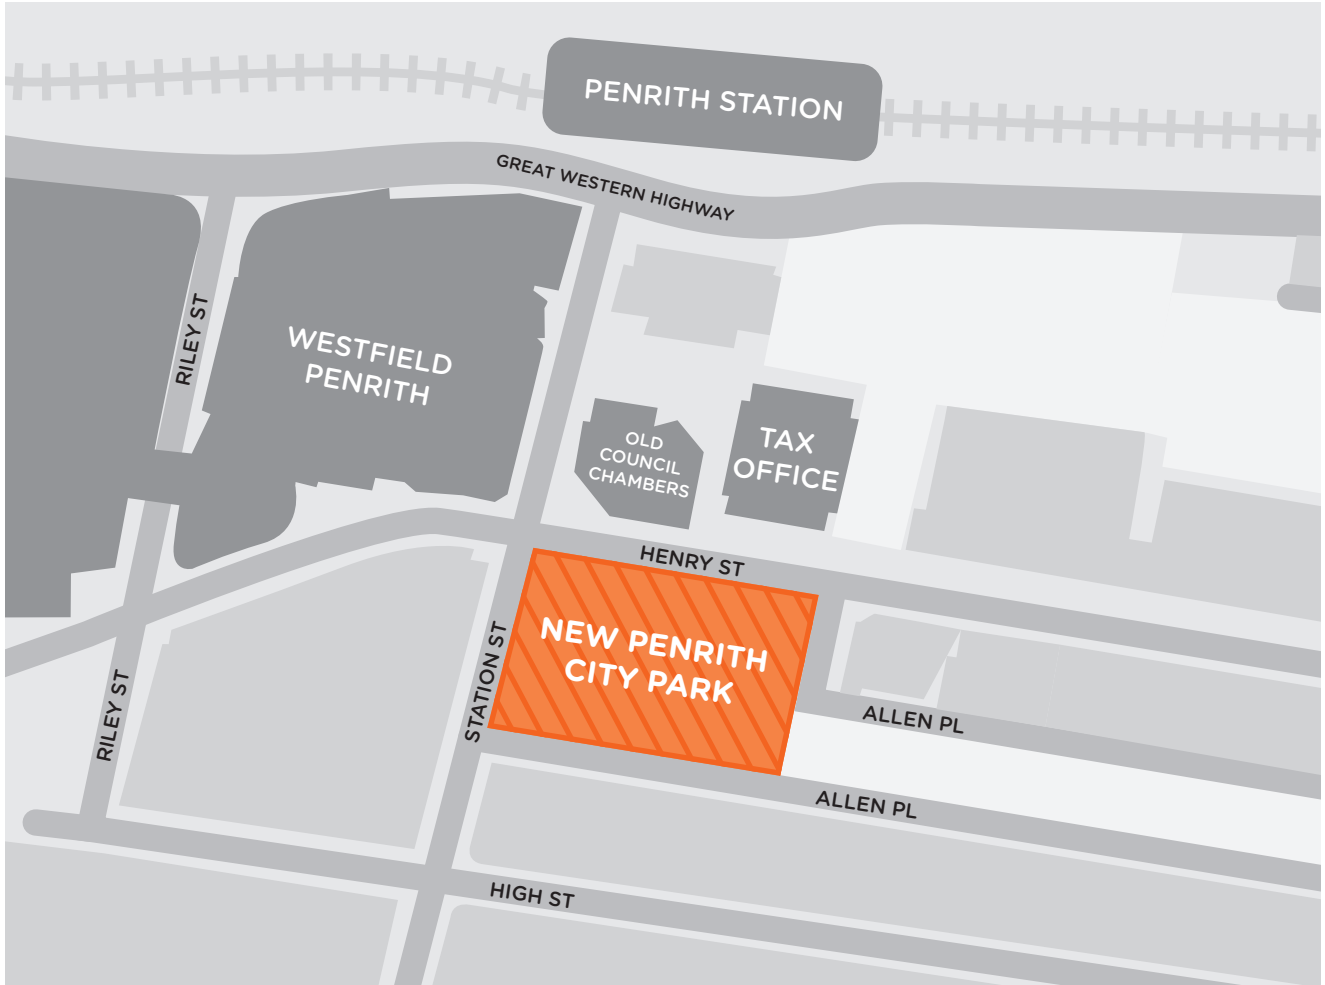 PENRITH STATION
GREAT WESTERN HIGHWAY
RILEY ST
WESTFIELD
PENRITH
OLD
COUNCIL
CHAMBERS
TAX
OFFICE
HENRY ST
NEW PENRITH
CITY PARK
STATION ST
RILEY ST
ALLEN PL
ALLEN PL
HIGH ST